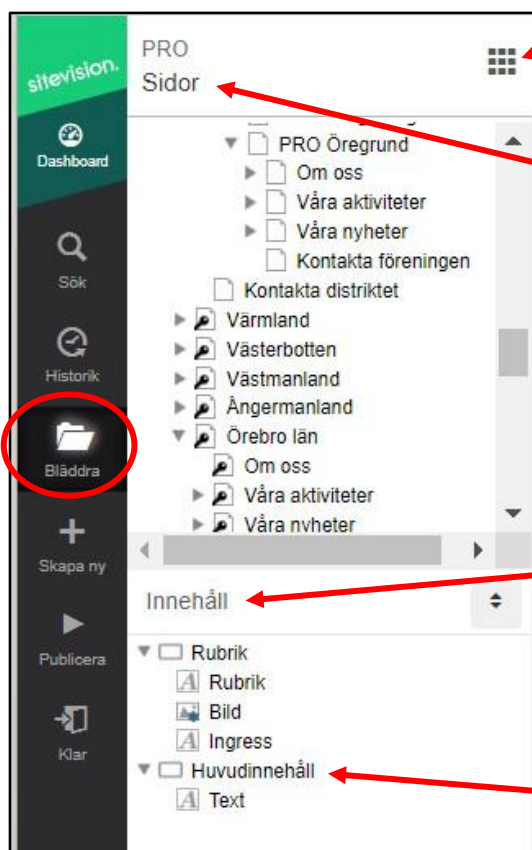 sitevision.
Dashboard
Sök
Historik
Bläddra
Skapa ny
Publicera
Klar
PRO
Sidor
PRO Öregrund
Om oss
Våra aktiviteter
Våra nyheter
Kontakta föreningen
Kontakta distriktet
Värmland
Västerbotten
Västmanland
Ångermanland
Örebro län
Om oss
Våra aktiviteter
Våra nyheter
Innehåll
Rubrik
Rubrik
Bild
Ingress
Huvudinnehåll
Text